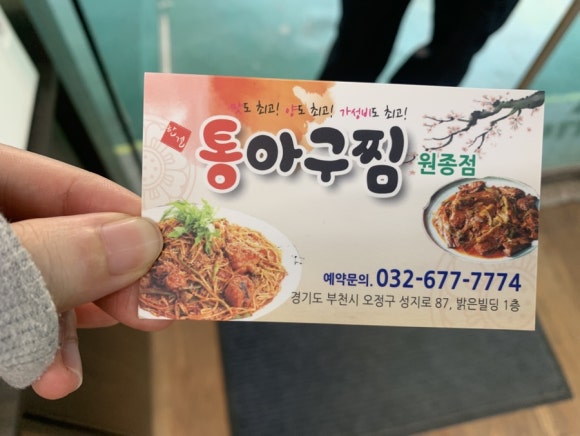 맛도 최고! 양도 최고! 가성비도 최고!
한결
통아구찜 원종점
예약문의. 032-677-7774
경기도 부천시 오정구 성지로 87, 밝은빌딩 1층